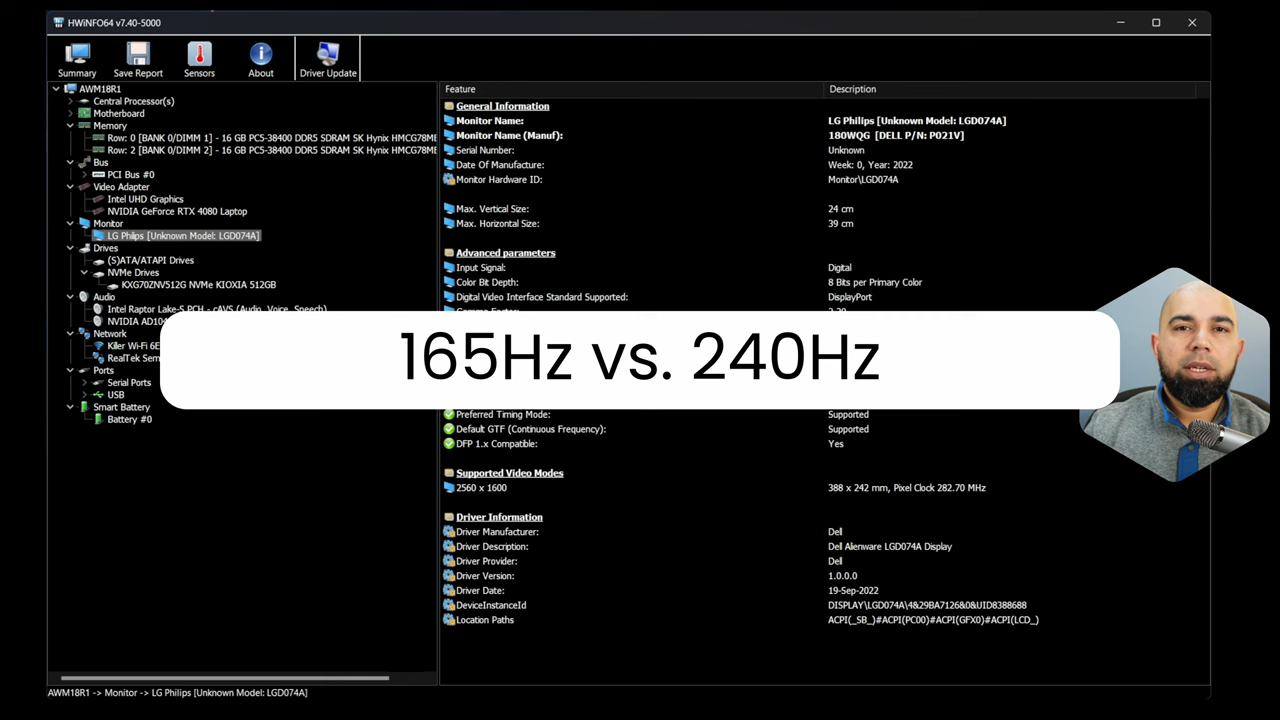 HWiNFO64 v7.40-5000
Summary Save Report Sensors About Driver Update
AWM18R1
Central Processor(s)
Motherboard
Memory
Row: 0 [BANK 0/DIMM 1] - 16 GB PC5-38400 DDR5 SDRAM SK Hynix HMCG78ME
Row: 2 [BANK 0/DIMM 2] - 16 GB PC5-38400 DDR5 SDRAM SK Hynix HMCG78ME
Bus
PCI Bus #0
Video Adapter
Intel UHD Graphics
NVIDIA GeForce RTX 4080 Laptop
Monitor
LG Philips [Unknown Model: LGD074A]
Drives
(S)ATA/ATAPI Drives
NVMe Drives
KXG70ZNV512G NVMe KIOXIA 512GB
Audio
Intel Raptor Lake-S PCH - cAVS (Audio, Voice, Speech)
NVIDIA AD104
Network
Killer Wi-Fi 6E
RealTek Sem
Ports
Serial Ports
USB
Smart Battery
Battery #0
Feature Description
General Information
Monitor Name: LG Philips [Unknown Model: LGD074A]
Monitor Name (Manuf): 180WQG [DELL P/N: P021V]
Serial Number: Unknown
Date Of Manufacture: Week: 0, Year: 2022
Monitor Hardware ID: Monitor\LGD074A
Max. Vertical Size: 24 cm
Max. Horizontal Size: 39 cm
Advanced parameters
Input Signal: Digital
Color Bit Depth: 8 Bits per Primary Color
Digital Video Interface Standard Supported: DisplayPort
165Hz vs. 240Hz
Preferred Timing Mode: Supported
Default GTF (Continuous Frequency): Supported
DFP 1.x Compatible: Yes
Supported Video Modes
2560 x 1600 388 x 242 mm, Pixel Clock 282.70 MHz
Driver Information
Driver Manufacturer: Dell
Driver Description: Dell Alienware LGD074A Display
Driver Provider: Dell
Driver Version: 1.0.0.0
Driver Date: 19-Sep-2022
DeviceInstanceId DISPLAY\LGD074A\4&29BA7126&0&UID8388688
Location Paths ACPI(_SB_)#ACPI(PC00)#ACPI(GFX0)#ACPI(LCD_)
AWM18R1 -> Monitor -> LG Philips [Unknown Model: LGD074A]